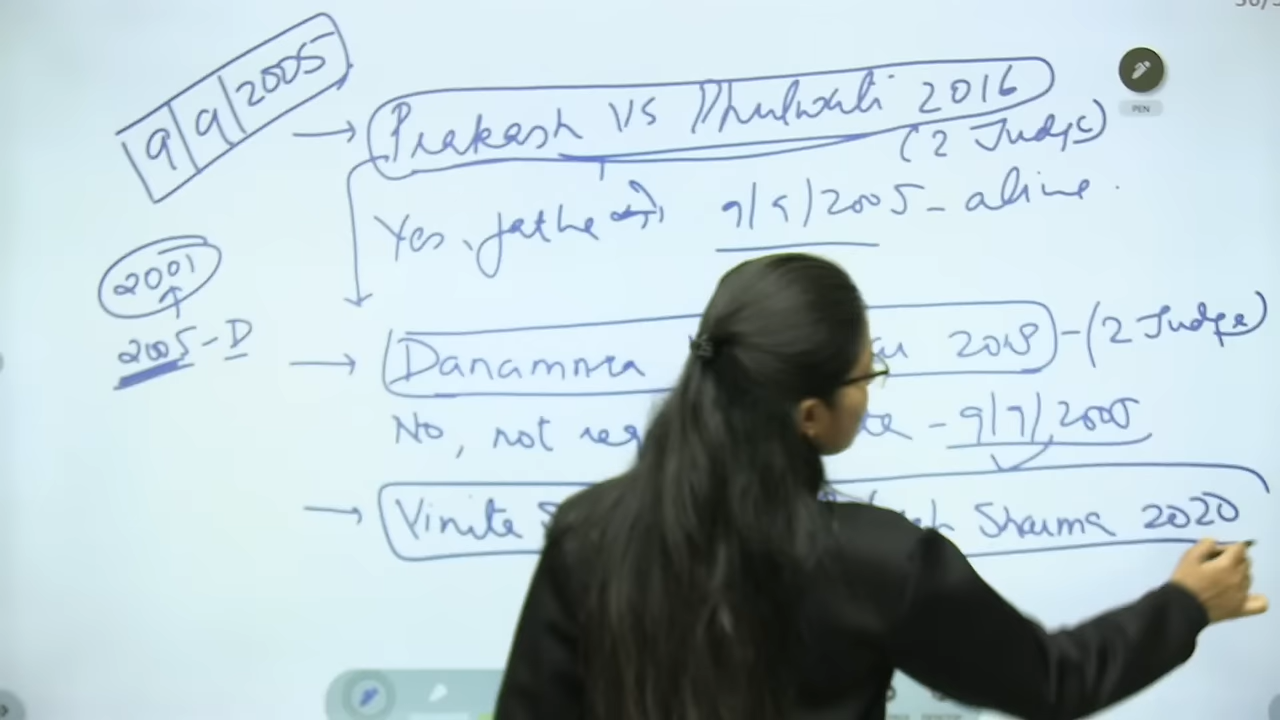 9|9|2005
Prakash VS Phulwati 2016
(2 Judge)
Yes, father 9/9/2005 - alive.
2001
2005 - D
Danamma 2018 - (2 Judge)
No, not 9/9/2005
Vinita Sharma 2020
PEN